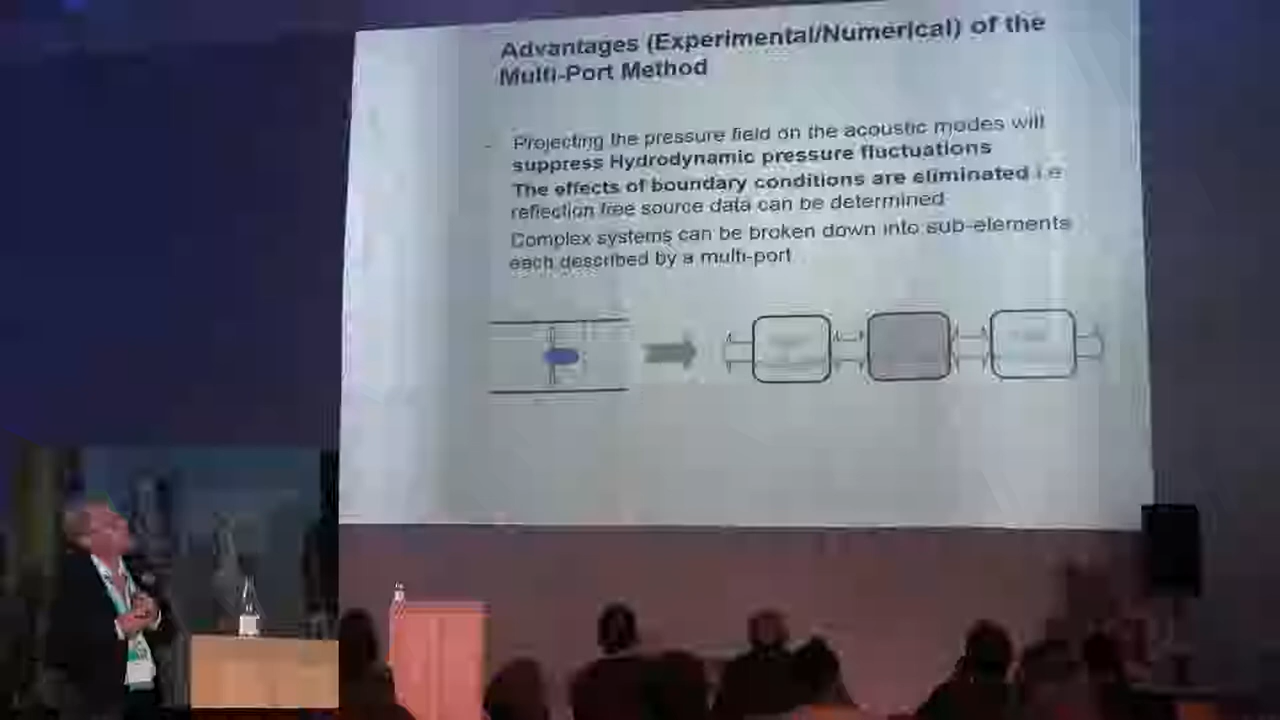 Advantages (Experimental/Numerical) of the
Multi-Port Method
- Projecting the pressure field on the acoustic modes will
suppress Hydrodynamic pressure fluctuations
The effects of boundary conditions are eliminated i.e
reflection free source data can be determined
Complex systems can be broken down into sub-elements
each described by a multi-port